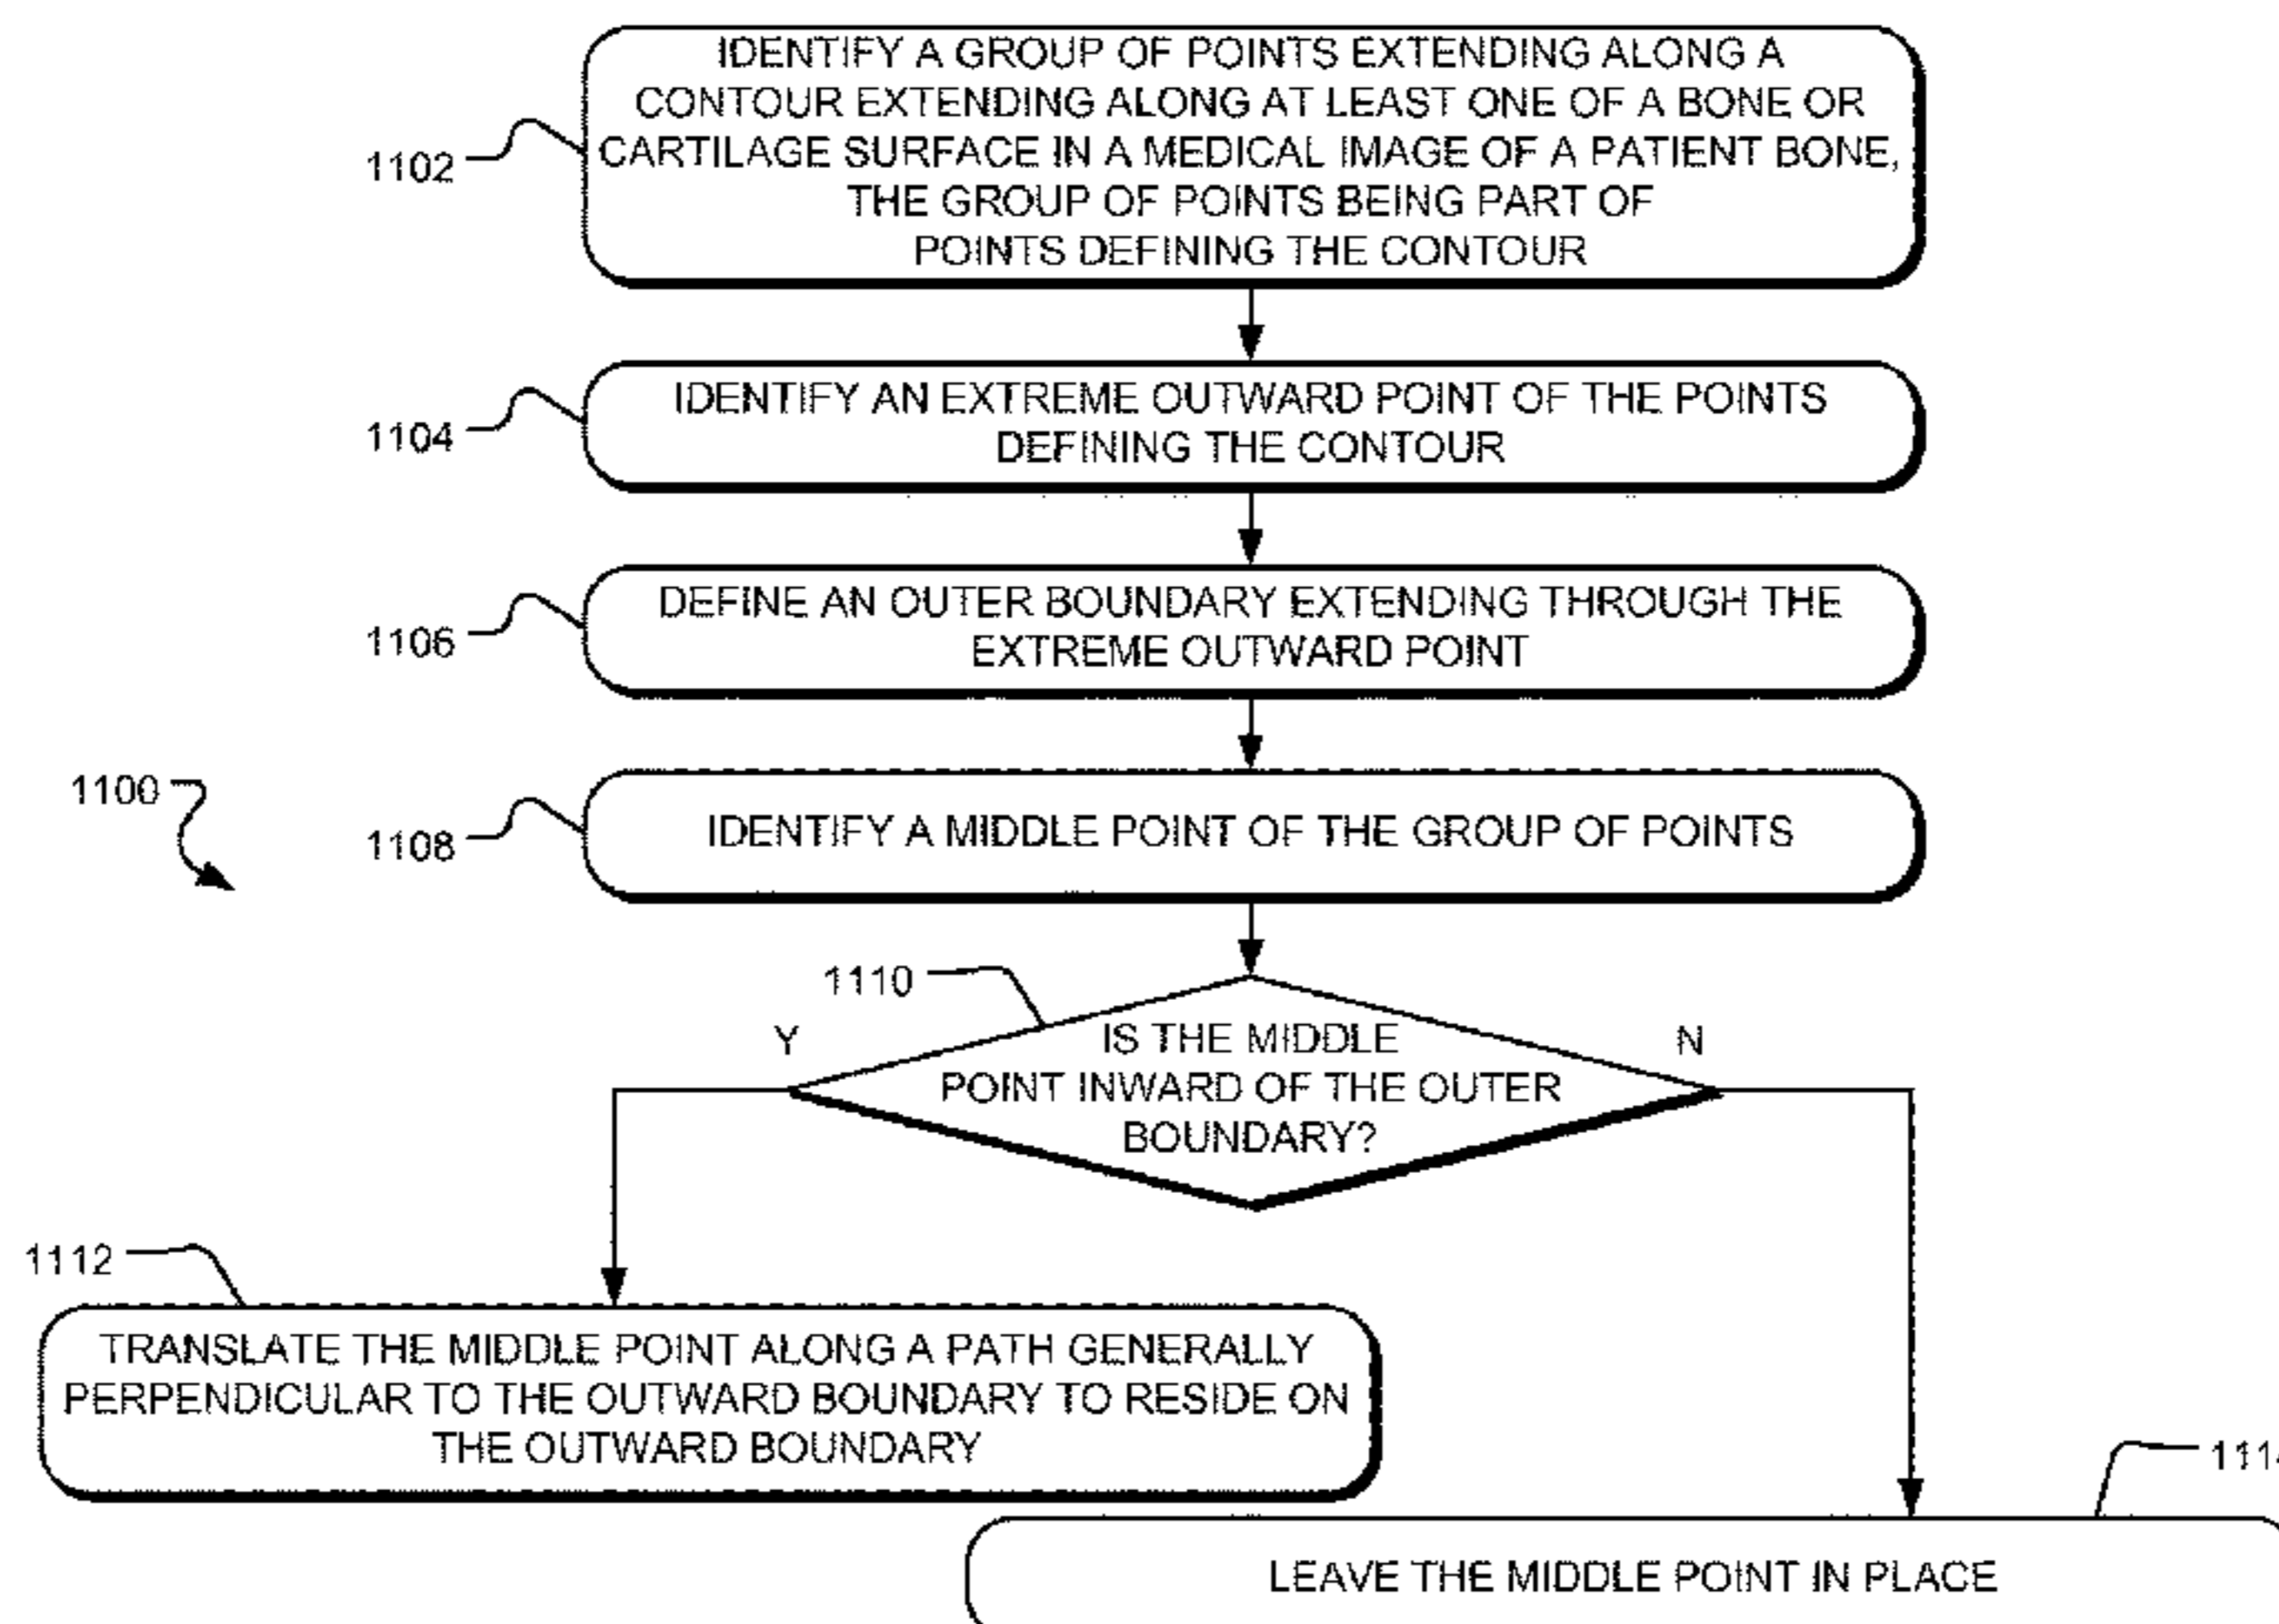 IDENTIFY A GROUP OF POINTS EXTENDING ALONG A
CONTOUR EXTENDING ALONG AT LEAST ONE OF A BONE OR
1102
CARTILAGE SURFACE IN A MEDICAL IMAGE OF A PATIENT BONE,
THE GROUP OF POINTS BEING PART OF
POINTS DEFINING THE CONTOUR
1104
IDENTIFY AN EXTREME OUTWARD POINT OF THE POINTS
DEFINING THE CONTOUR
1106
DEFINE AN OUTER BOUNDARY EXTENDING THROUGH THE
EXTREME OUTWARD POINT
1100
1108
IDENTIFY A MIDDLE POINT OF THE GROUP OF POINTS
1110
Y
IS THE MIDDLE
POINT INWARD OF THE OUTER
BOUNDARY?
N
1112
TRANSLATE THE MIDDLE POINT ALONG A PATH GENERALLY
PERPENDICULAR TO THE OUTWARD BOUNDARY TO RESIDE ON
THE OUTWARD BOUNDARY
1114
LEAVE THE MIDDLE POINT IN PLACE